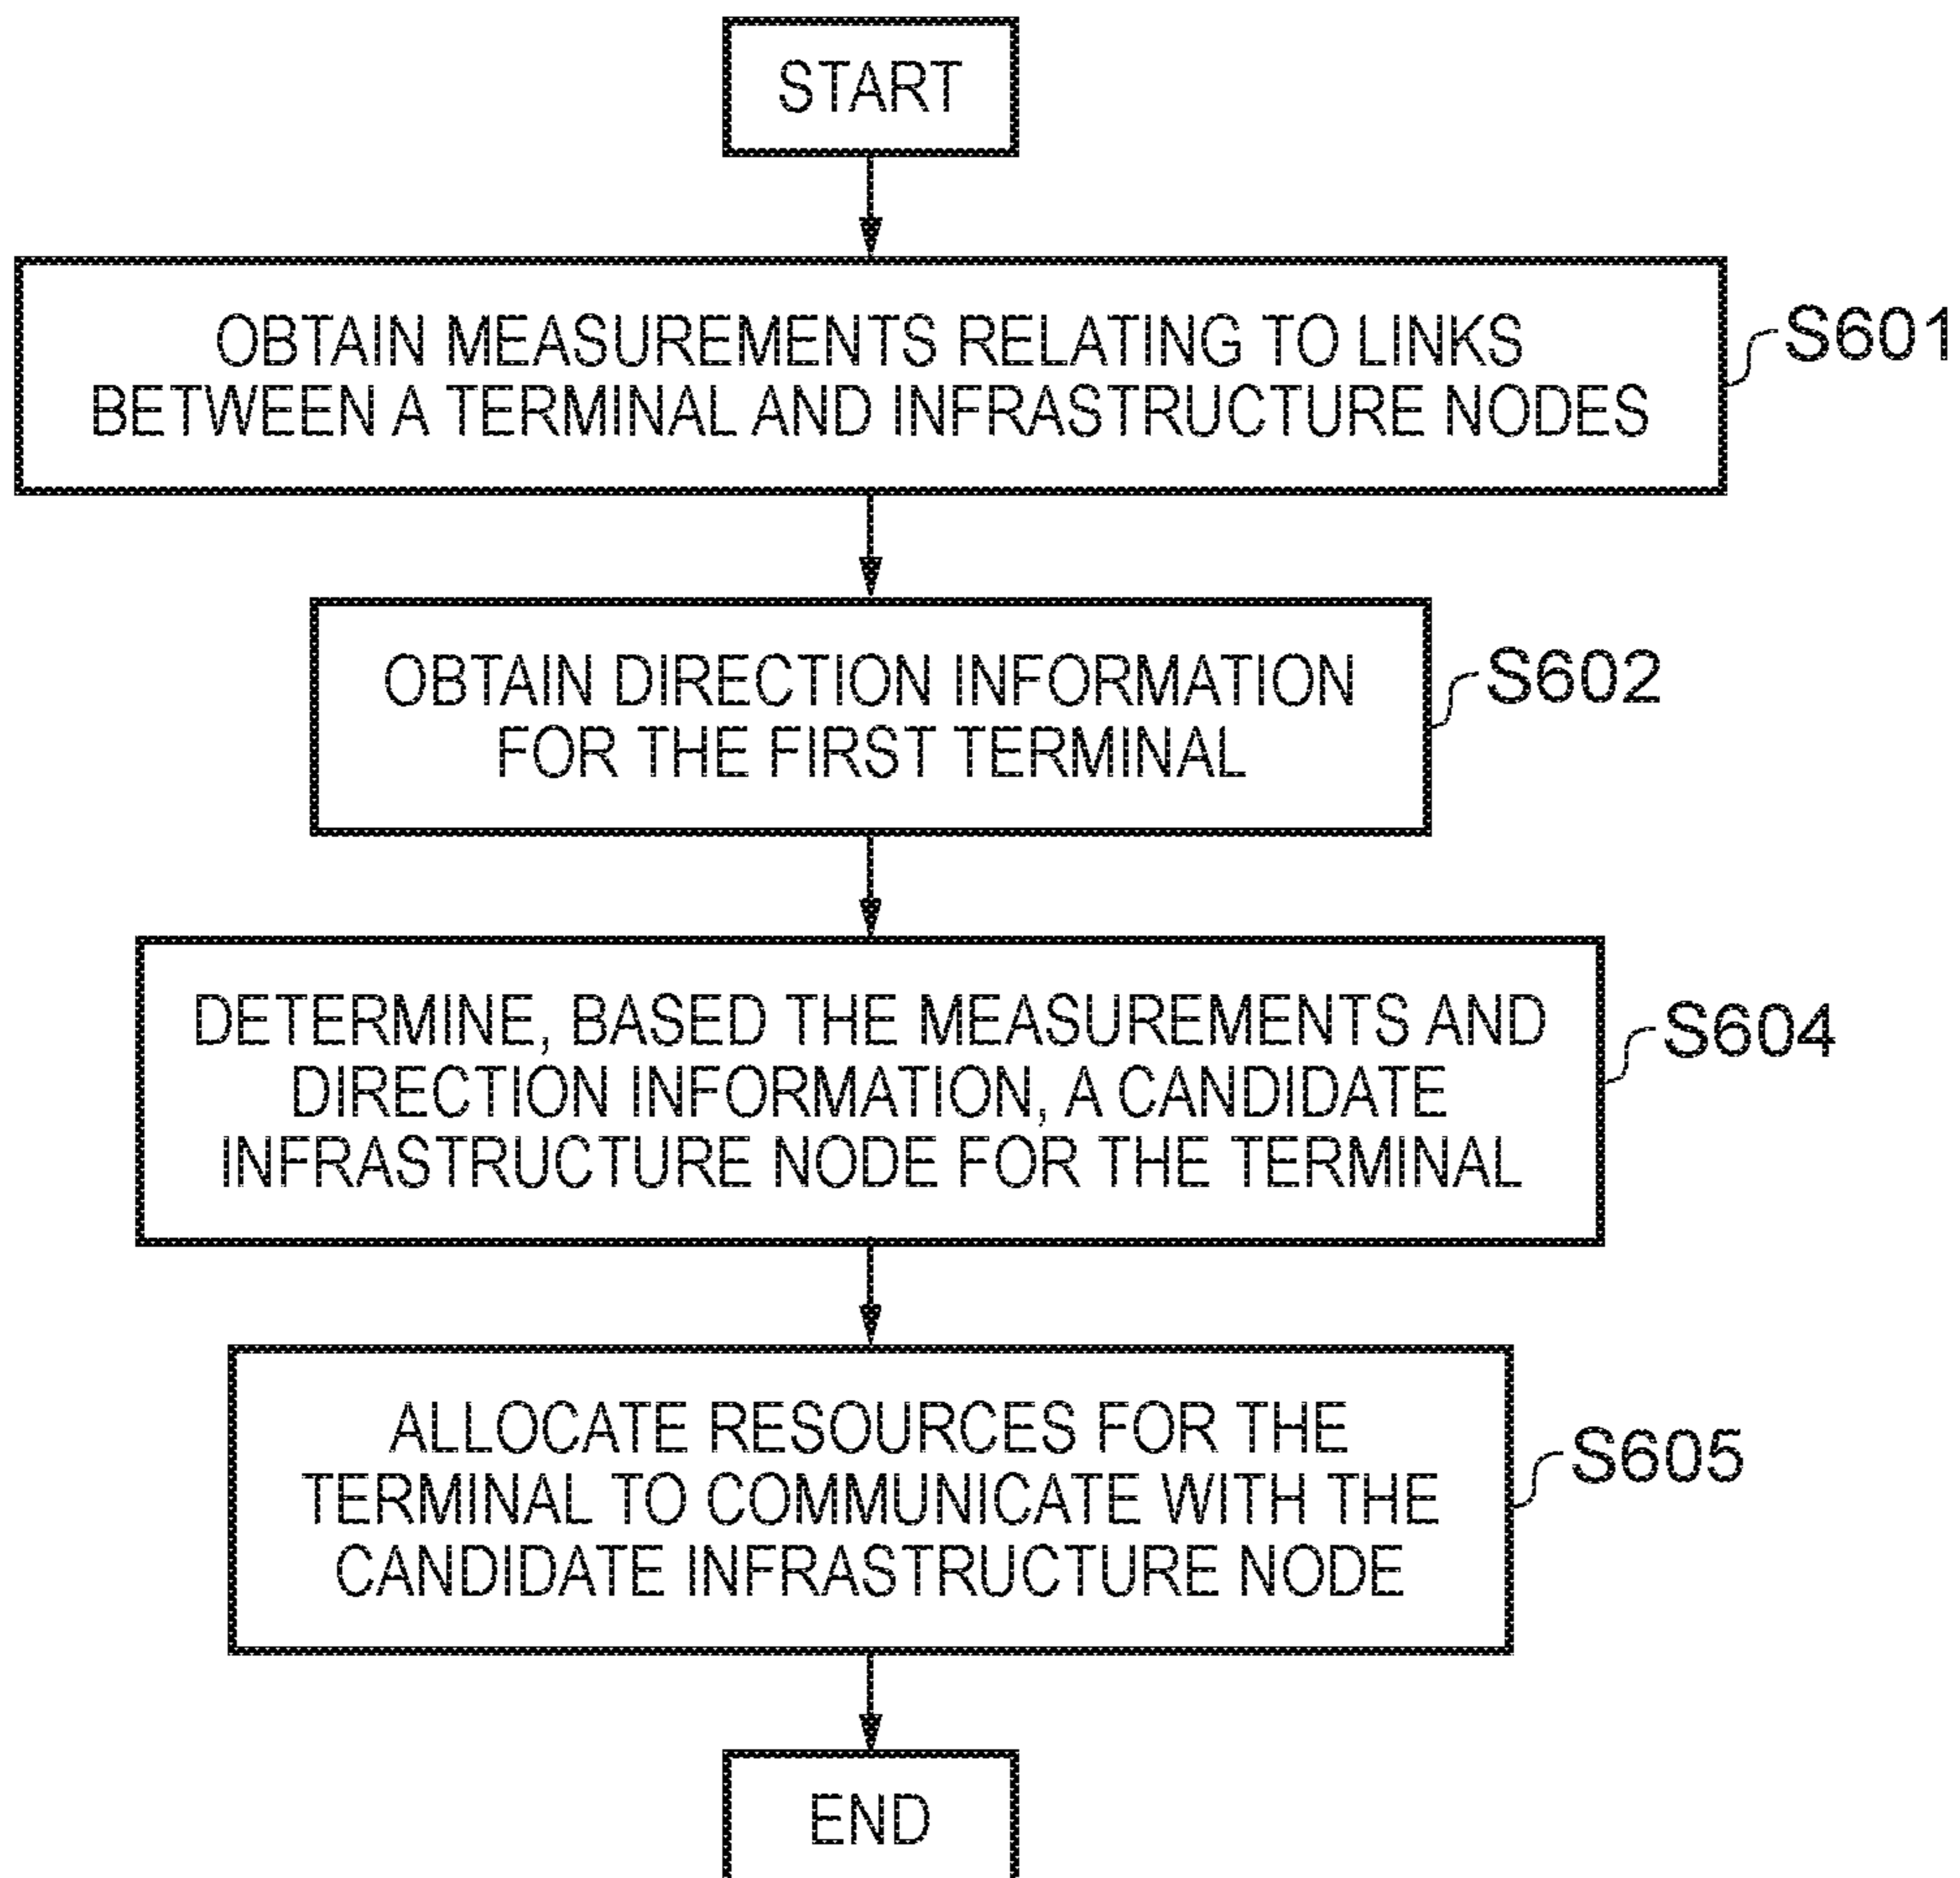 START
OBTAIN MEASUREMENTS RELATING TO LINKS
BETWEEN A TERMINAL AND INFRASTRUCTURE NODES
S601
OBTAIN DIRECTION INFORMATION
FOR THE FIRST TERMINAL
S602
DETERMINE, BASED THE MEASUREMENTS AND
DIRECTION INFORMATION, A CANDIDATE
INFRASTRUCTURE NODE FOR THE TERMINAL
S604
ALLOCATE RESOURCES FOR THE
TERMINAL TO COMMUNICATE WITH THE
CANDIDATE INFRASTRUCTURE NODE
S605
END